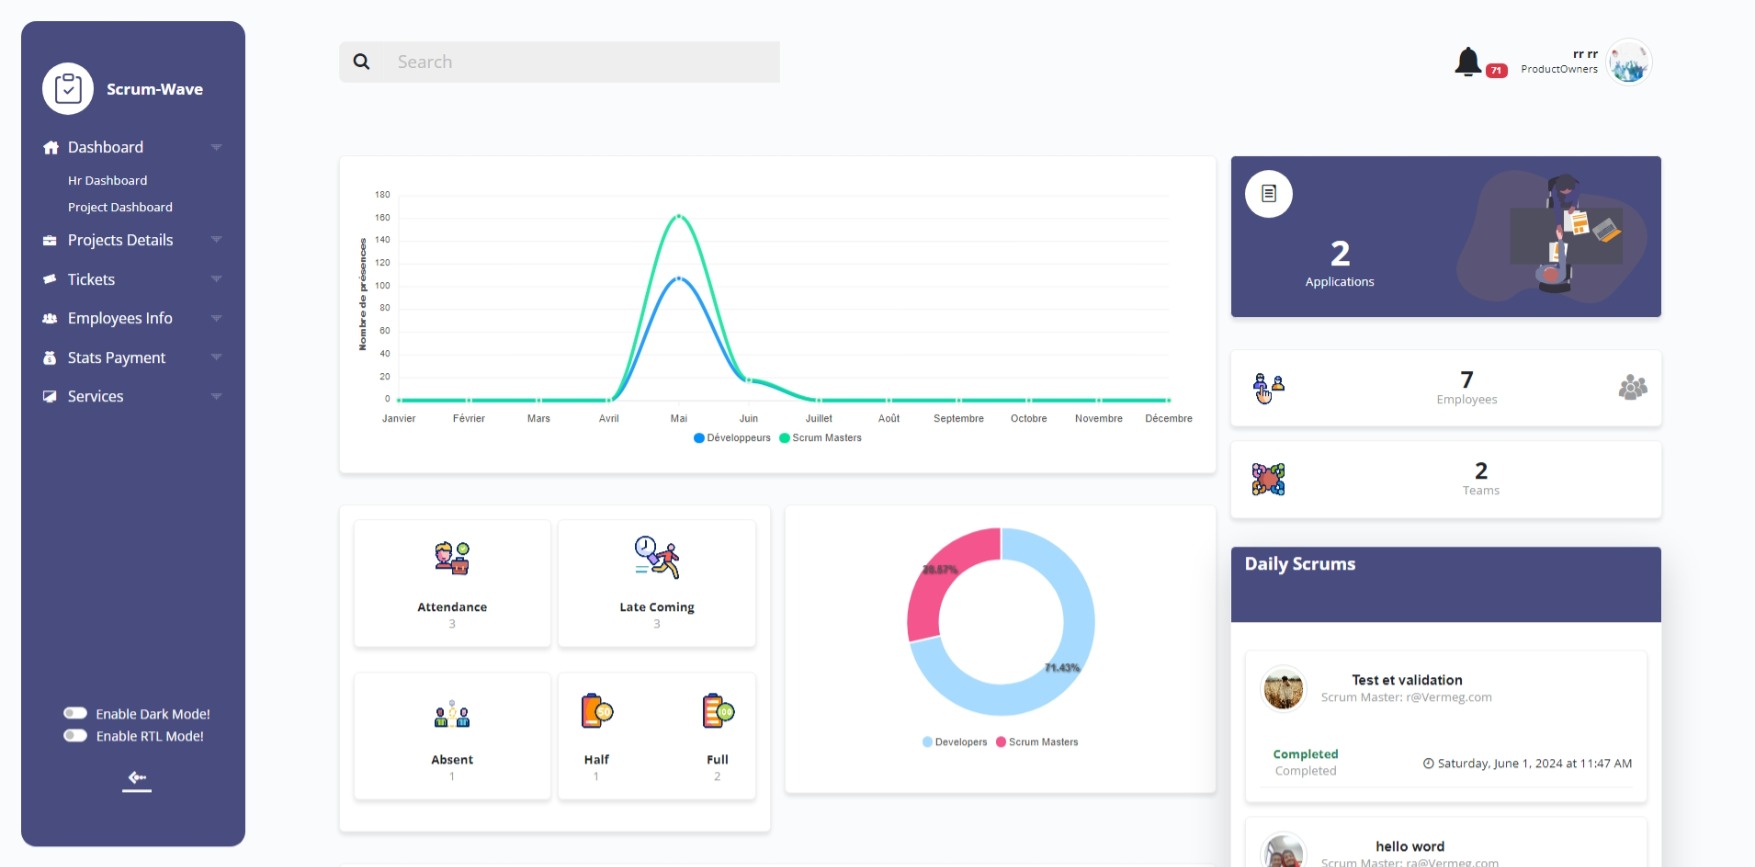 Scrum-Wave
Dashboard
Hr Dashboard
Project Dashboard
Projects Details
Tickets
Employees Info
Stats Payment
Services
Enable Dark Mode!
Enable RTL Mode!
Search
71
rr rr
ProductOwners
Nombre de présences
180
160
140
120
100
80
60
40
20
0
Janvier Février Mars Avril Mai Juin Juillet Août Septembre Octobre Novembre Décembre
Développeurs Scrum Masters
2
Applications
7
Employees
2
Teams
Attendance
3
Late Coming
3
Absent
1
Half
1
Full
2
28.57%
71.43%
Developers Scrum Masters
Daily Scrums
Test et validation
Scrum Master: r@Vermeg.com
Completed
Completed
Saturday, June 1, 2024 at 11:47 AM
hello word
Scrum Master: ra@Vermeg.com